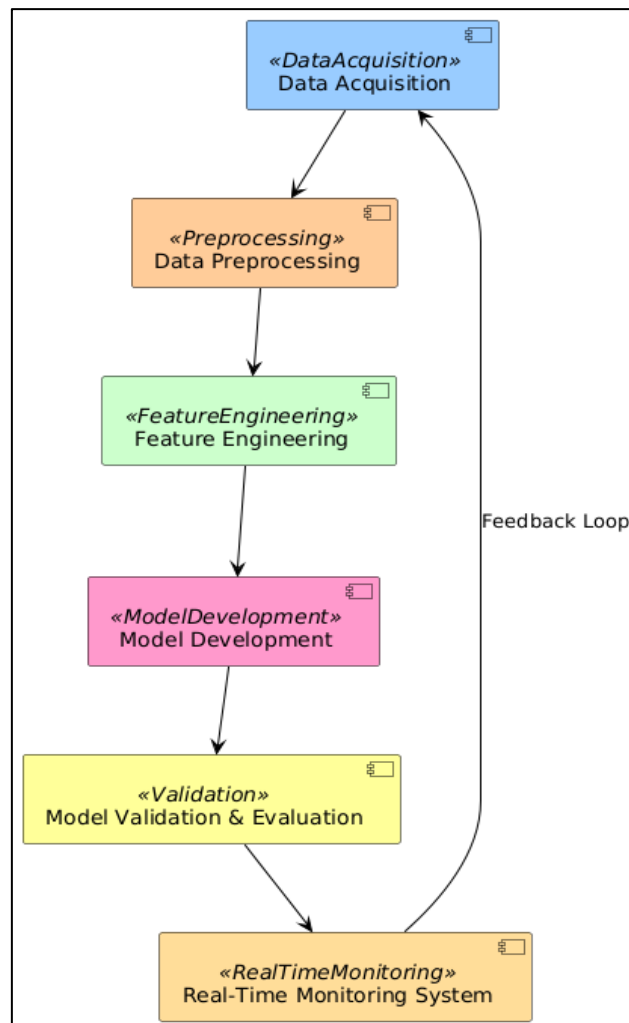 «DataAcquisition»
Data Acquisition
«Preprocessing»
Data Preprocessing
«FeatureEngineering»
Feature Engineering
Feedback Loop
«ModelDevelopment»
Model Development
«Validation»
Model Validation & Evaluation
«RealTimeMonitoring»
Real-Time Monitoring System